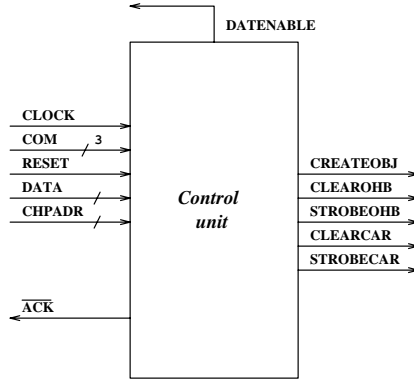 DATENABLE
CLOCK
COM 3
RESET
DATA
CHPADR
Control
unit
CREATEOBJ
CLEAROHB
STROBEOHB
CLEARCAR
STROBECAR
ACK